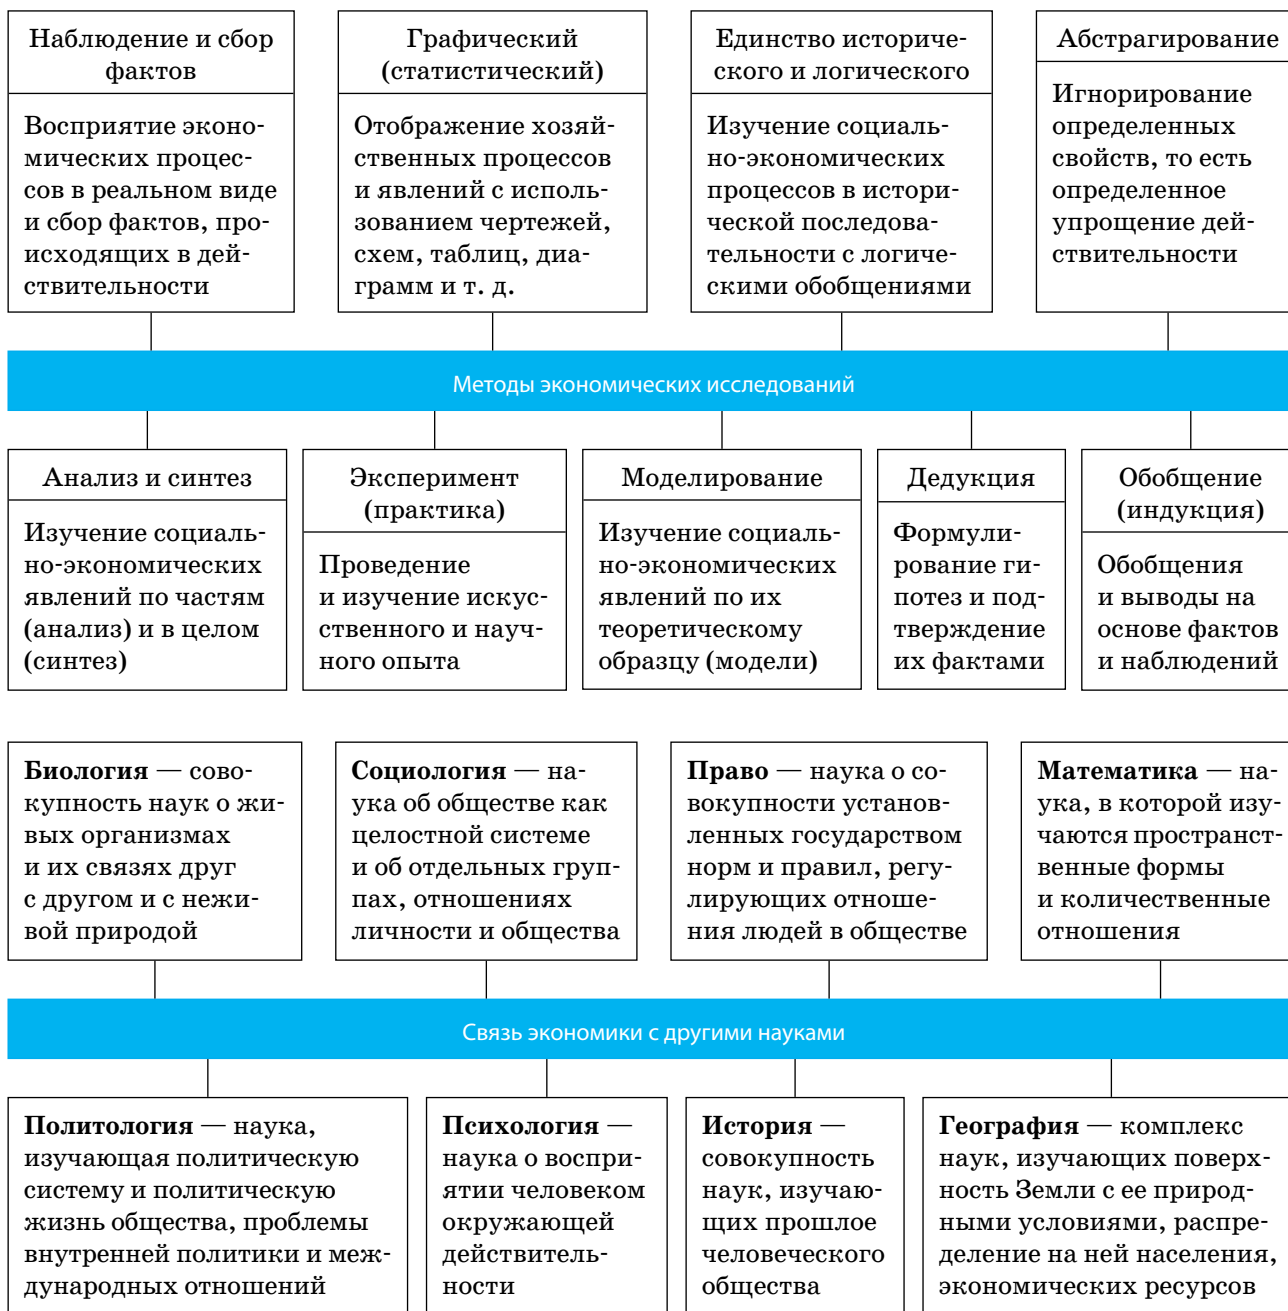 Наблюдение и сбор
фактов
Восприятие эконо-
мических процес-
сов в реальном виде
и сбор фактов, про-
исходящих в дей-
ствительности
Графический
(статистический)
Отображение хозяй-
ственных процессов
и явлений с исполь-
зованием чертежей,
схем, таблиц, диа-
грамм и т. д.
Единство историче-
ского и логического
Изучение социаль-
но-экономических
процессов в истори-
ческой последова-
тельности с логиче-
скими обобщениями
Абстрагирование
Игнорирование
определенных
свойств, то есть
определенное
упрощение дей-
ствительности
Методы экономических исследований
Анализ и синтез
Изучение социаль-
но-экономических
явлений по частям
(анализ) и в целом
(синтез)
Эксперимент
(практика)
Проведение
и изучение искус-
ственного и науч-
ного опыта
Моделирование
Изучение социаль-
но-экономических
явлений по их
теоретическому
образцу (модели)
Дедукция
Формули-
рование ги-
потез и под-
тверждение
их фактами
Обобщение
(индукция)
Обобщения
и выводы на
основе фактов
и наблюдений
Биология — сово-
купность наук о жи-
вых организмах
и их связях друг
с другом и с нежи-
вой природой
Социология — на-
ука об обществе как
целостной системе
и об отдельных груп-
пах, отношениях
личности и общества
Право — наука о со-
вокупности установ-
ленных государством
норм и правил, регу-
лирующих отноше-
ния людей в обществе
Математика — на-
ука, в которой изу-
чаются пространст-
венные формы
и количественные
отношения
Связь экономики с другими науками
Политология — наука,
изучающая политическую
систему и политическую
жизнь общества, проблемы
внутренней политики и меж-
дународных отношений
Психология —
наука о воспри-
ятии человеком
окружающей
действитель-
ности
История —
совокупность
наук, изучаю-
щих прошлое
человеческого
общества
География — комплекс
наук, изучающих поверх-
ность Земли с ее природ-
ными условиями, распре-
деление на ней населения,
экономических ресурсов